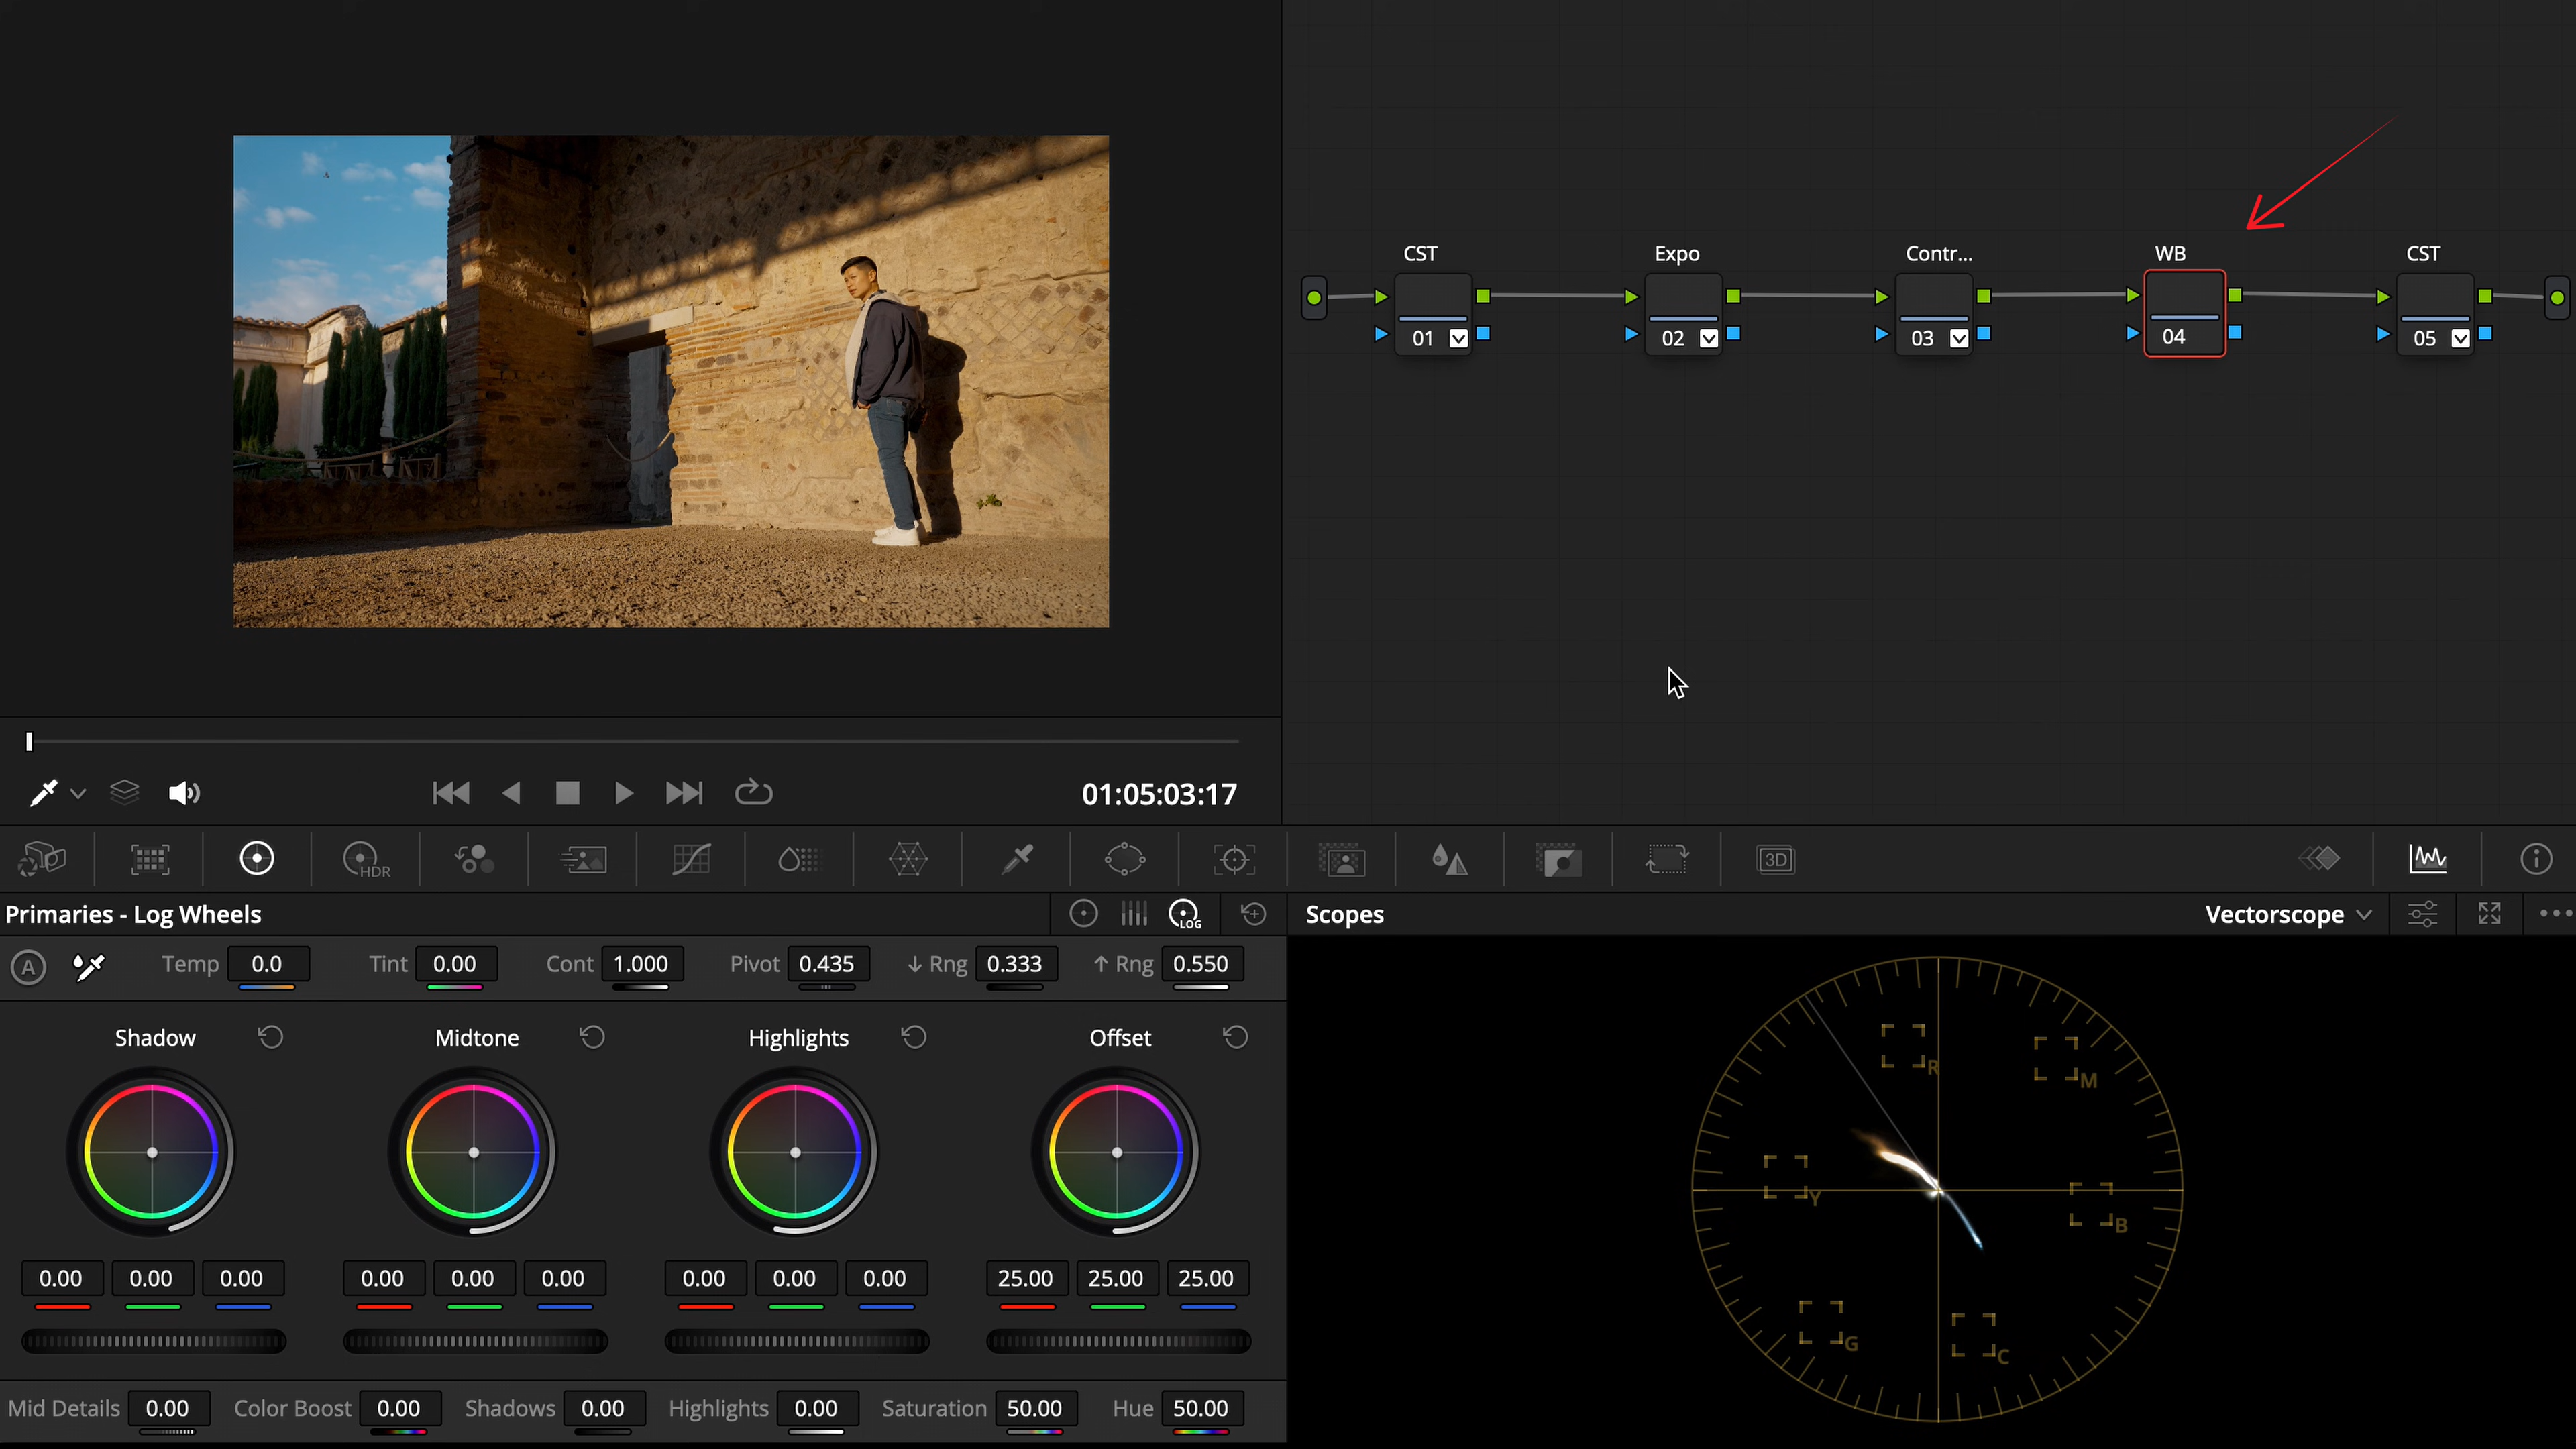 CST
Expo
Contr...
WB
CST
01
02
03
04
05
01:05:03:17
HDR
3D
Primaries - Log Wheels
LOG
Scopes
Vectorscope
A
Temp 0.0
Tint 0.00
Cont 1.000
Pivot 0.435
↓ Rng 0.333
↑ Rng 0.550
Shadow
Midtone
Highlights
Offset
0.00 0.00 0.00
0.00 0.00 0.00
0.00 0.00 0.00
25.00 25.00 25.00
Mid Details 0.00
Color Boost 0.00
Shadows 0.00
Highlights 0.00
Saturation 50.00
Hue 50.00
R
M
Y
B
G
C